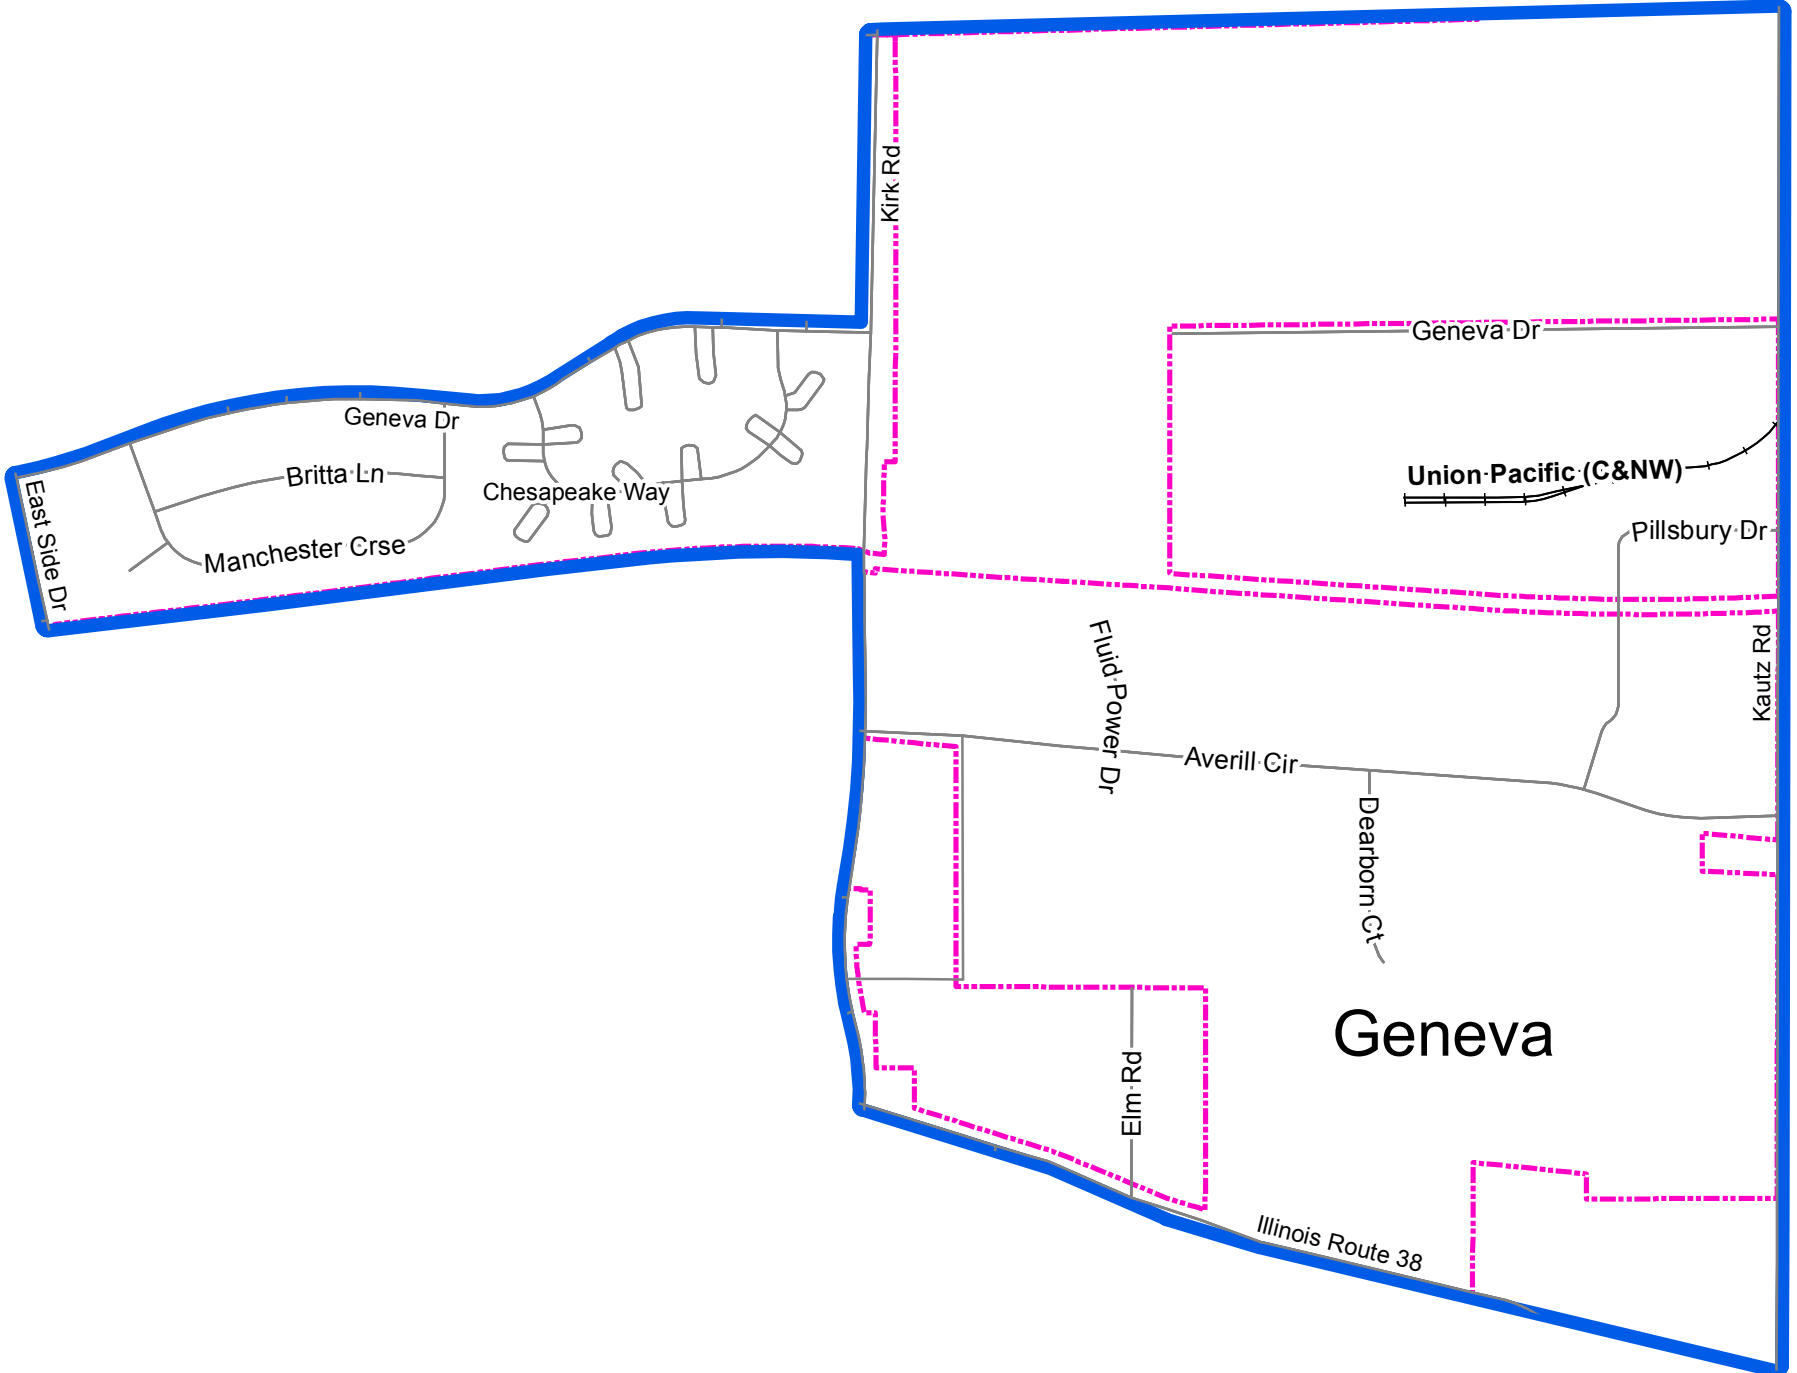 Kirk Rd
Geneva Dr
Geneva Dr
Britta Ln
Union Pacific (C&NW)
Chesapeake Way
East Side Dr
Manchester Crse
Pillsbury Dr
Fluid Power Dr
Kautz Rd
Averill Cir
Dearborn Ct
Geneva
Elm Rd
Illinois Route 38